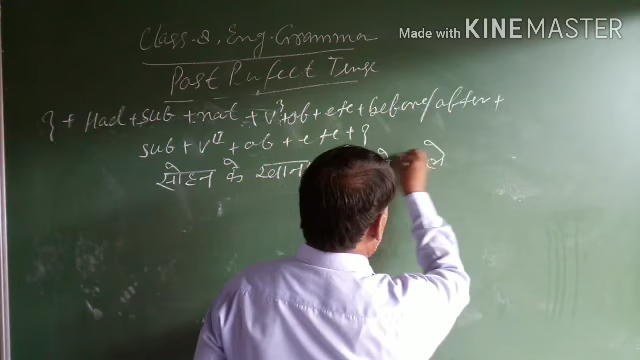 Made with KINEMASTER
Class-8, Eng. Grammar
Past Perfect Tense
} + Had + sub + not + V³ + ob + etc + before/after +
sub + V^II + ob + etc + }
सोहन के खान